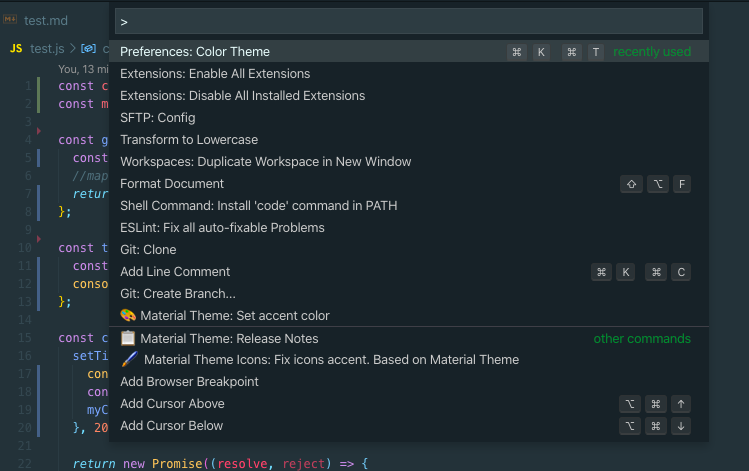 test.md
>
JS test.js > c
Preferences: Color Theme ⌘ K ⌘ T recently used
You, 13 mi
Extensions: Enable All Extensions
1 const c
Extensions: Disable All Installed Extensions
2 const m
SFTP: Config
3
Transform to Lowercase
4 const g
5 const
Workspaces: Duplicate Workspace in New Window
6 //map
Format Document ⇧ ⌥ F
7 retur
Shell Command: Install 'code' command in PATH
8 };
ESLint: Fix all auto-fixable Problems
9
Git: Clone
10 const t
11 const
Add Line Comment ⌘ K ⌘ C
12 conso
Git: Create Branch...
13 };
Material Theme: Set accent color
14
15 const c
Material Theme: Release Notes other commands
16 setTi
Material Theme Icons: Fix icons accent. Based on Material Theme
17 con
Add Browser Breakpoint
18 con
Add Cursor Above ⌥ ⌘ ↑
19 myC
Add Cursor Below ⌥ ⌘ ↓
20 }, 20
21
22 return new Promise((resolve, reject) => {